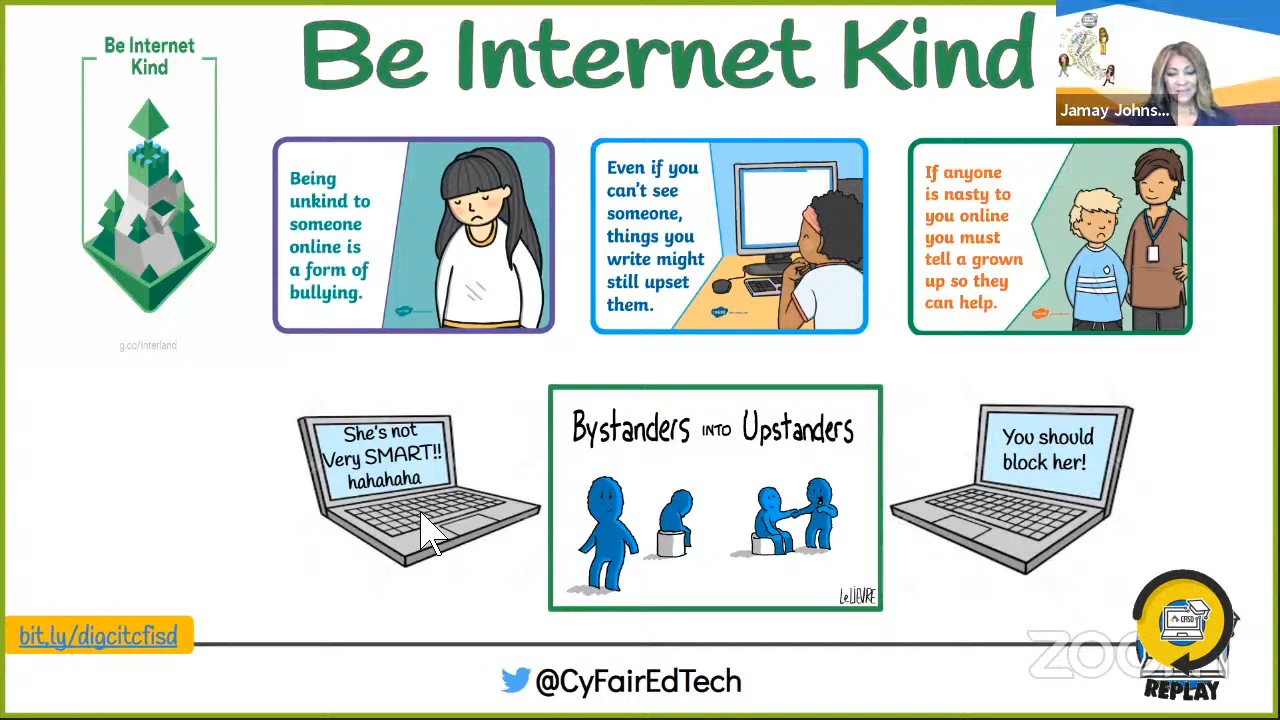 Be Internet
Kind
g.co/Interland
Be Internet Kind
Jamay Johns...
Being
unkind to
someone
online is
a form of
bullying.
Even if you
can't see
someone,
things you
write might
still upset
them.
If anyone
is nasty to
you online
you must
tell a grown
up so they
can help.
She's not
Very SMART!!
hahahaha
Bystanders INTO Upstanders
LeLIEVRE
You should
block her!
bit.ly/digcitcfisd
@CyFairEdTech
zoom
CFISD
REPLAY